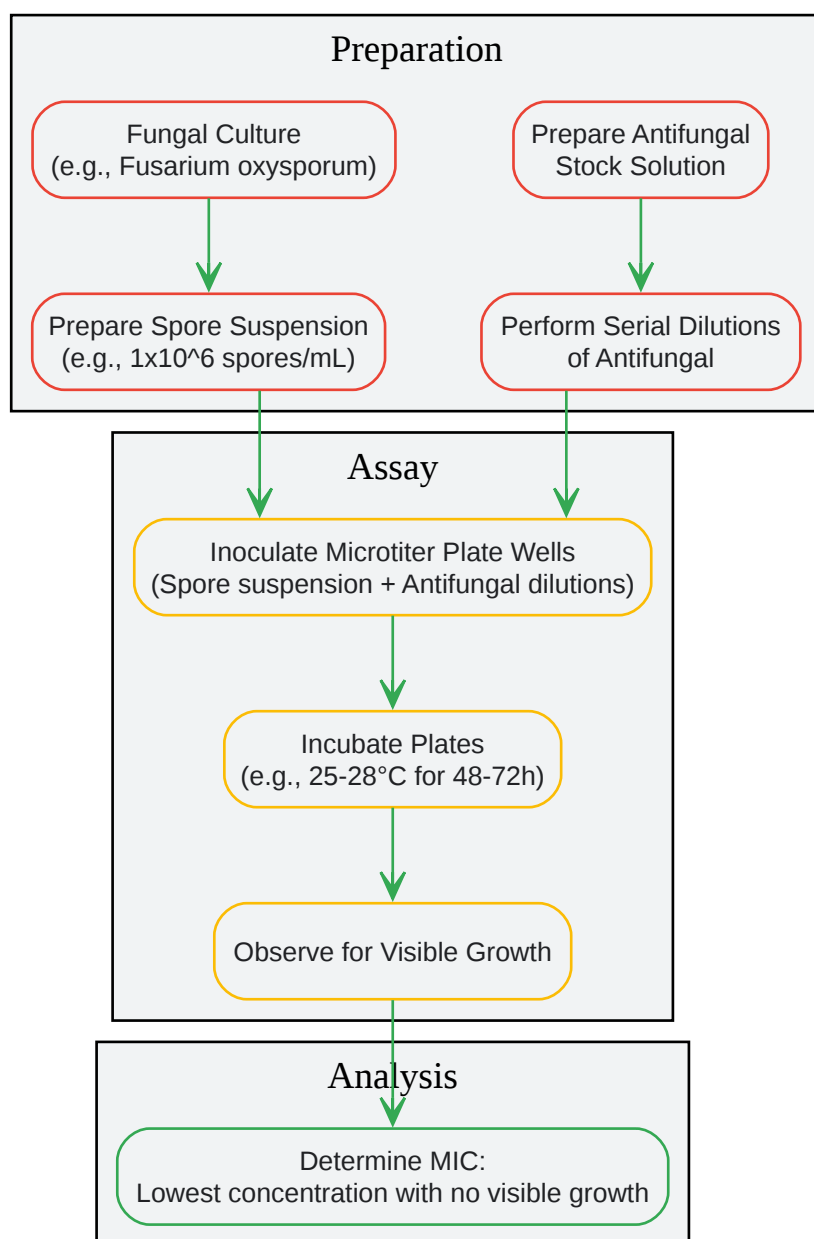 Preparation
Fungal Culture
(e.g., Fusarium oxysporum)
Prepare Antifungal
Stock Solution
Prepare Spore Suspension
(e.g., 1x10^6 spores/mL)
Perform Serial Dilutions
of Antifungal
Assay
Inoculate Microtiter Plate Wells
(Spore suspension + Antifungal dilutions)
Incubate Plates
(e.g., 25-28°C for 48-72h)
Observe for Visible Growth
Analysis
Determine MIC:
Lowest concentration with no visible growth